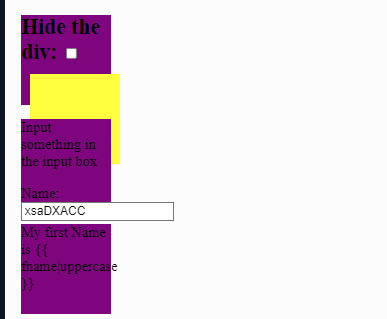 Hide the
div:
Input
something in
the input box
Name:
xsaDXACC
My first Name
is {{
fname|uppercase
}}